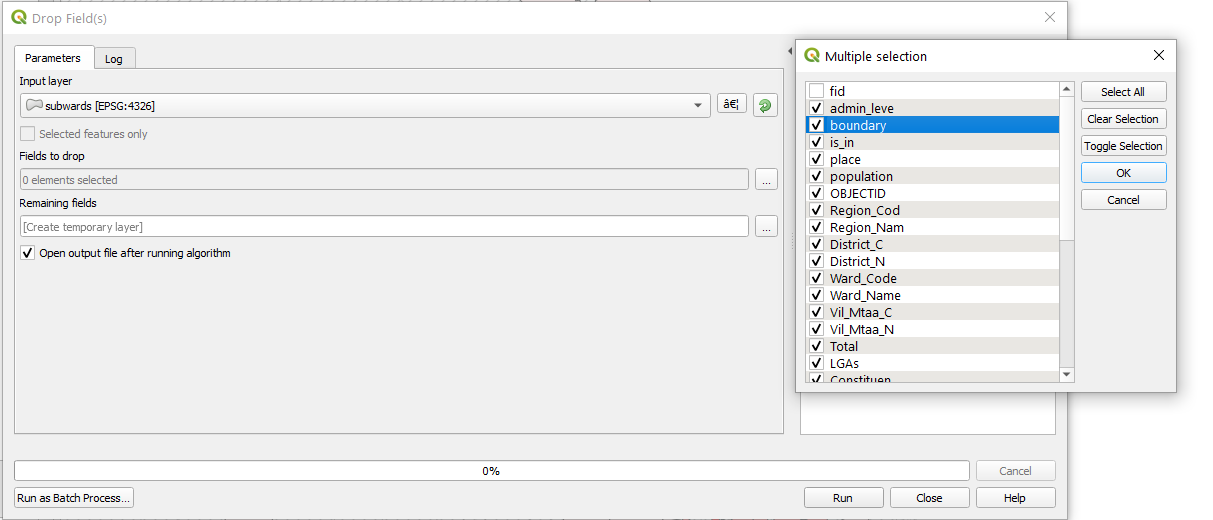 Drop Field(s)
Parameters
Log
Input layer
subwards [EPSG:4326]
â€¦
Selected features only
Fields to drop
0 elements selected
...
Remaining fields
[Create temporary layer]
...
Open output file after running algorithm
0%
Cancel
Run as Batch Process...
Run
Close
Help
Multiple selection
fid
admin_leve
boundary
is_in
place
population
OBJECTID
Region_Cod
Region_Nam
District_C
District_N
Ward_Code
Ward_Name
Vil_Mtaa_C
Vil_Mtaa_N
Total
LGAs
Constituen
Select All
Clear Selection
Toggle Selection
OK
Cancel